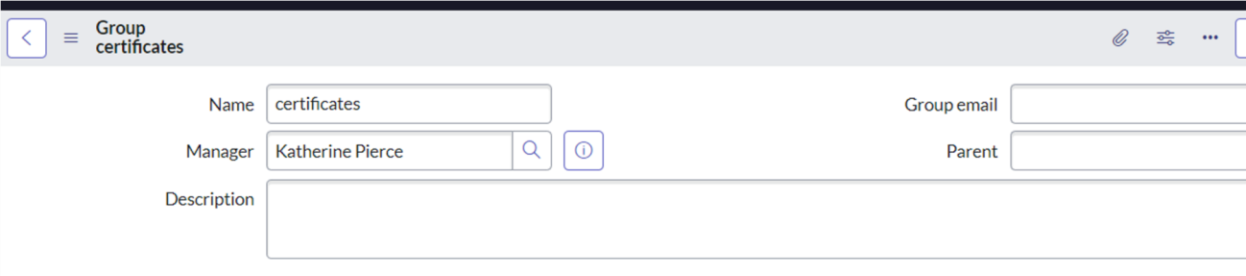 Group
certificates
Name certificates Group email
Manager Katherine Pierce Parent
Description